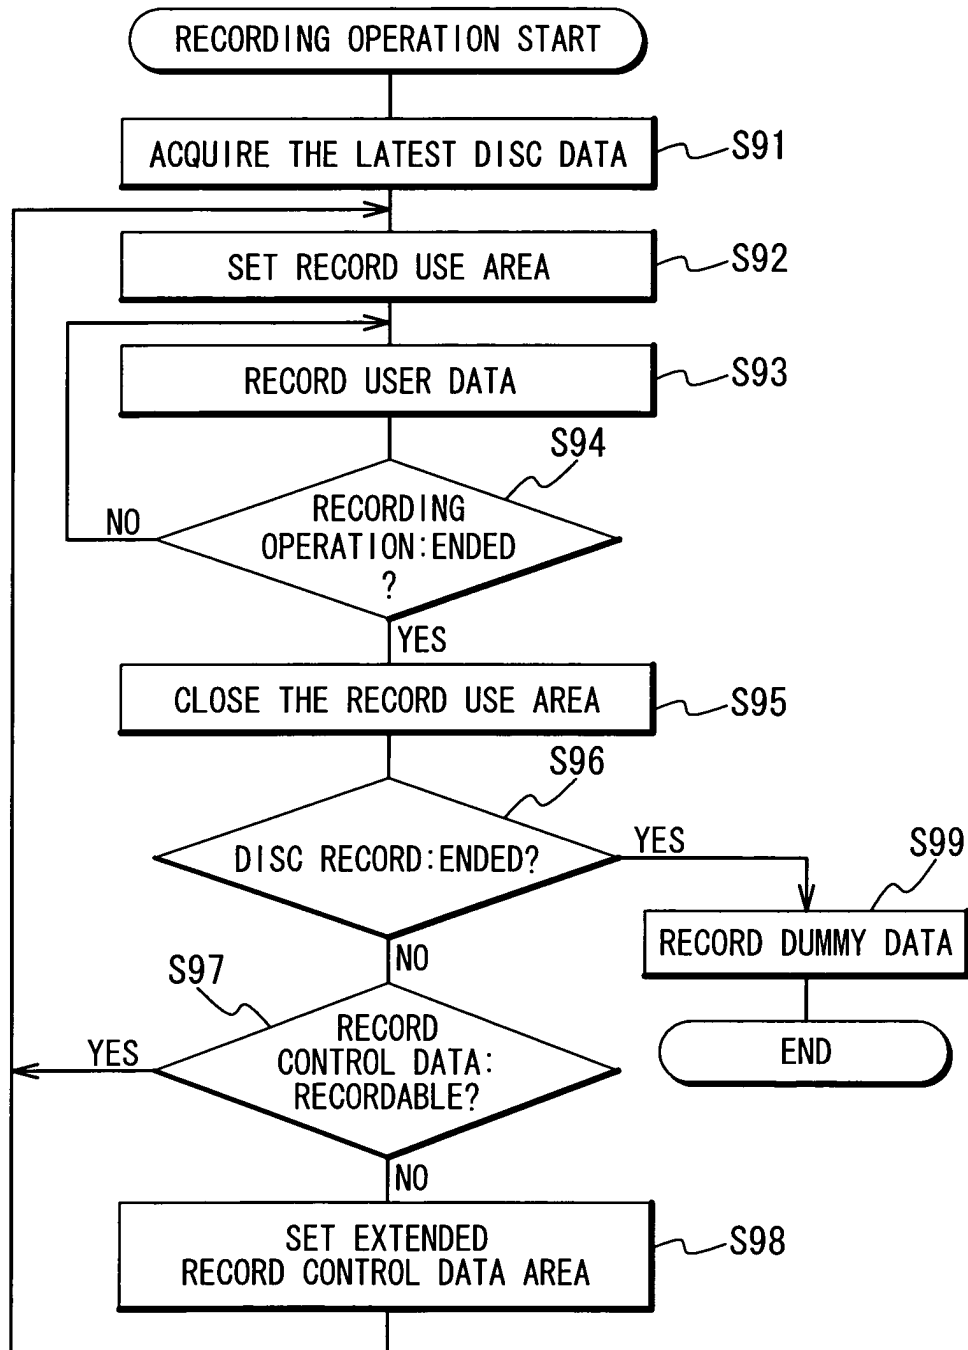 RECORDING OPERATION START
ACQUIRE THE LATEST DISC DATA
S91
SET RECORD USE AREA
S92
RECORD USER DATA
S93
S94
RECORDING
OPERATION:ENDED
?
NO
YES
CLOSE THE RECORD USE AREA
S95
S96
DISC RECORD:ENDED?
YES
S99
RECORD DUMMY DATA
END
NO
S97
RECORD
CONTROL DATA:
RECORDABLE?
YES
NO
SET EXTENDED
RECORD CONTROL DATA AREA
S98